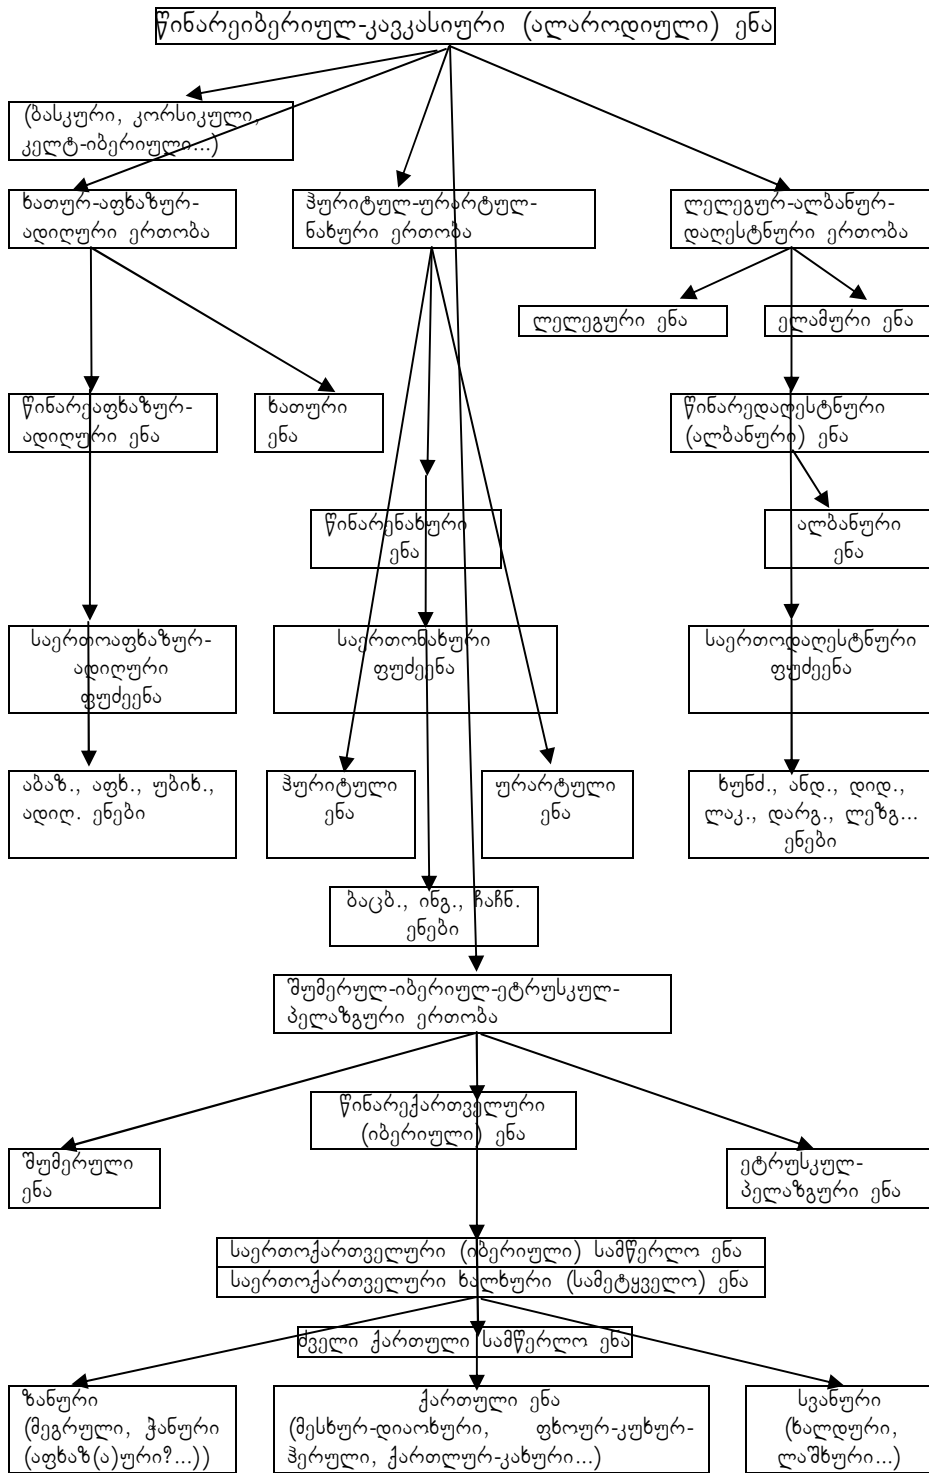 წინარეიბერიულ-კავკასიური (ალაროდიული) ენა
(ბასკური, კორსიკული,
კელტ-იბერიული...)
ხათურ-აფხაზურ-
ადიღური ერთობა
ჰურიტულ-ურარტულ-
ნახური ერთობა
ლელეგურ-ალბანურ-
დაღესტნური ერთობა
ლელეგური ენა
ელამური ენა
წინარეაფხაზურ-
ადიღური ენა
ხათური
ენა
წინარედაღესტნური
(ალბანური) ენა
წინარენახური
ენა
ალბანური
ენა
საერთოაფხაზურ-
ადიღური
ფუძეენა
საერთონახური
ფუძეენა
საერთოდაღესტნური
ფუძეენა
აბაზ., აფხ., უბიხ.,
ადიღ. ენები
ჰურიტული
ენა
ურარტული
ენა
ხუნძ., ანდ., დიდ.,
ლაკ., დარგ., ლეზგ...
ენები
ბაცბ., ინგ., ჩაჩნ.
ენები
შუმერულ-იბერიულ-ეტრუსკულ-
პელაზგური ერთობა
წინარექართველური
(იბერიული) ენა
შუმერული
ენა
ეტრუსკულ-
პელაზგური ენა
საერთოქართველური (იბერიული) სამწერლო ენა
საერთოქართველური ხალხური (სამეტყველო) ენა
ძველი ქართული სამწერლო ენა
ზანური
(მეგრული, ჭანური
(აფხაზ(ა)ური?...))
ქართული ენა
(მესხურ-დიაოხური, ფხოურ-კუხურ-
ჰერული, ქართლურ-კახური...)
სვანური
(ხალდური,
ლაშხური...)